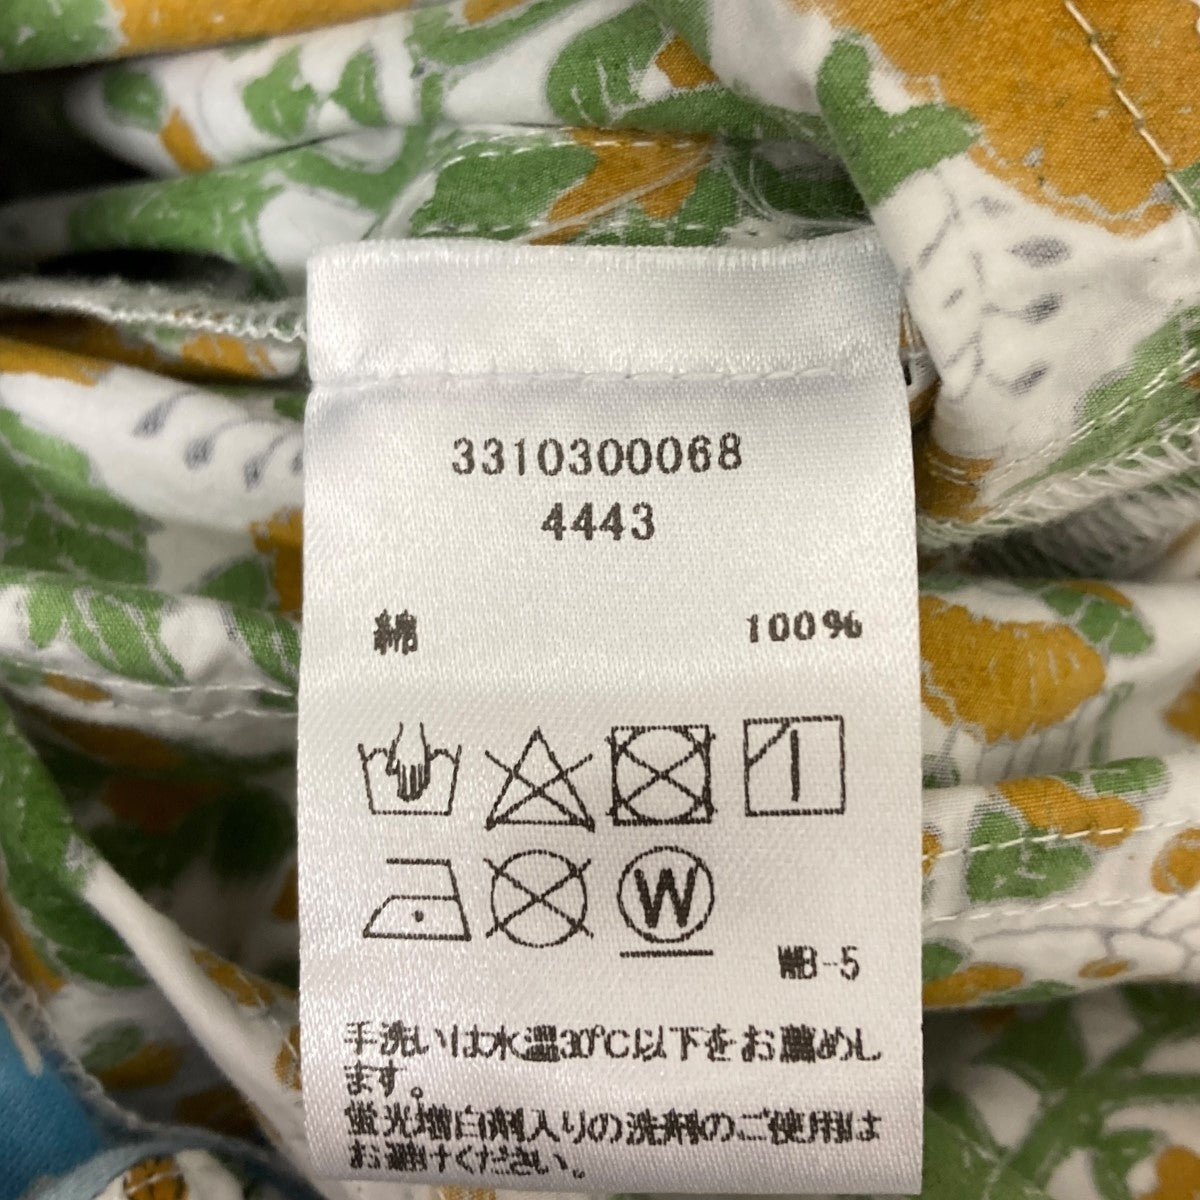 3310300068
4443
綿 100%
W
WB-5
手洗いは水温30℃以下をお薦めし
ます。
蛍光増白剤入りの洗剤のご使用は
お避けください。